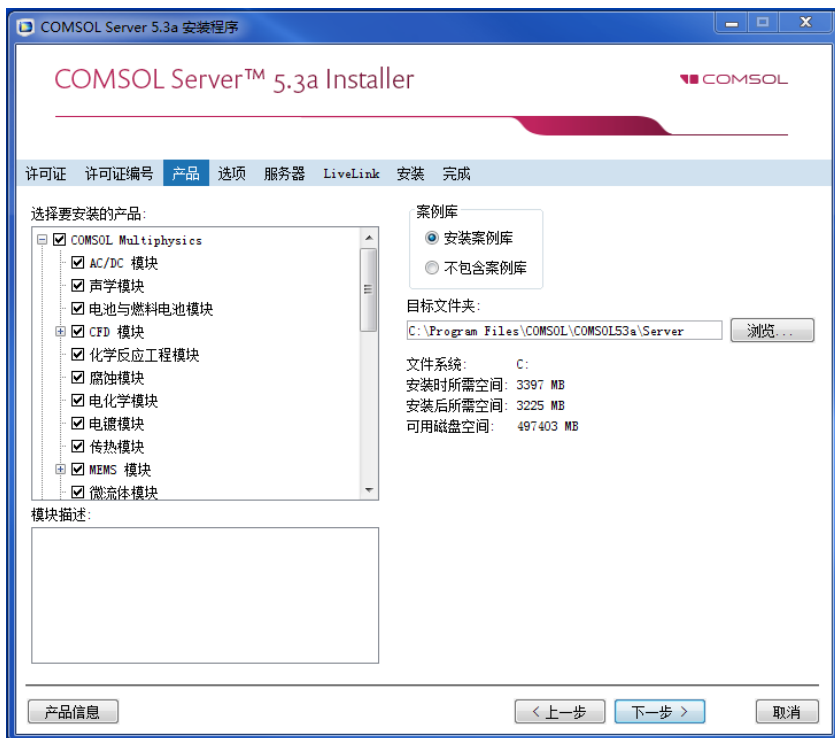 COMSOL Server 5.3a 安装程序
COMSOL Server™ 5.3a Installer
COMSOL
许可证 许可证编号 产品 选项 服务器 LiveLink 安装 完成
选择要安装的产品:
COMSOL Multiphysics
AC/DC 模块
声学模块
电池与燃料电池模块
CFD 模块
化学反应工程模块
腐蚀模块
电化学模块
电镀模块
传热模块
MEMS 模块
微流体模块
模块描述:
案例库
安装案例库
不包含案例库
目标文件夹:
C:\Program Files\COMSOL\COMSOL53a\Server 浏览...
文件系统: C:
安装时所需空间: 3397 MB
安装后所需空间: 3225 MB
可用磁盘空间: 497403 MB
产品信息 <上一步 下一步 > 取消